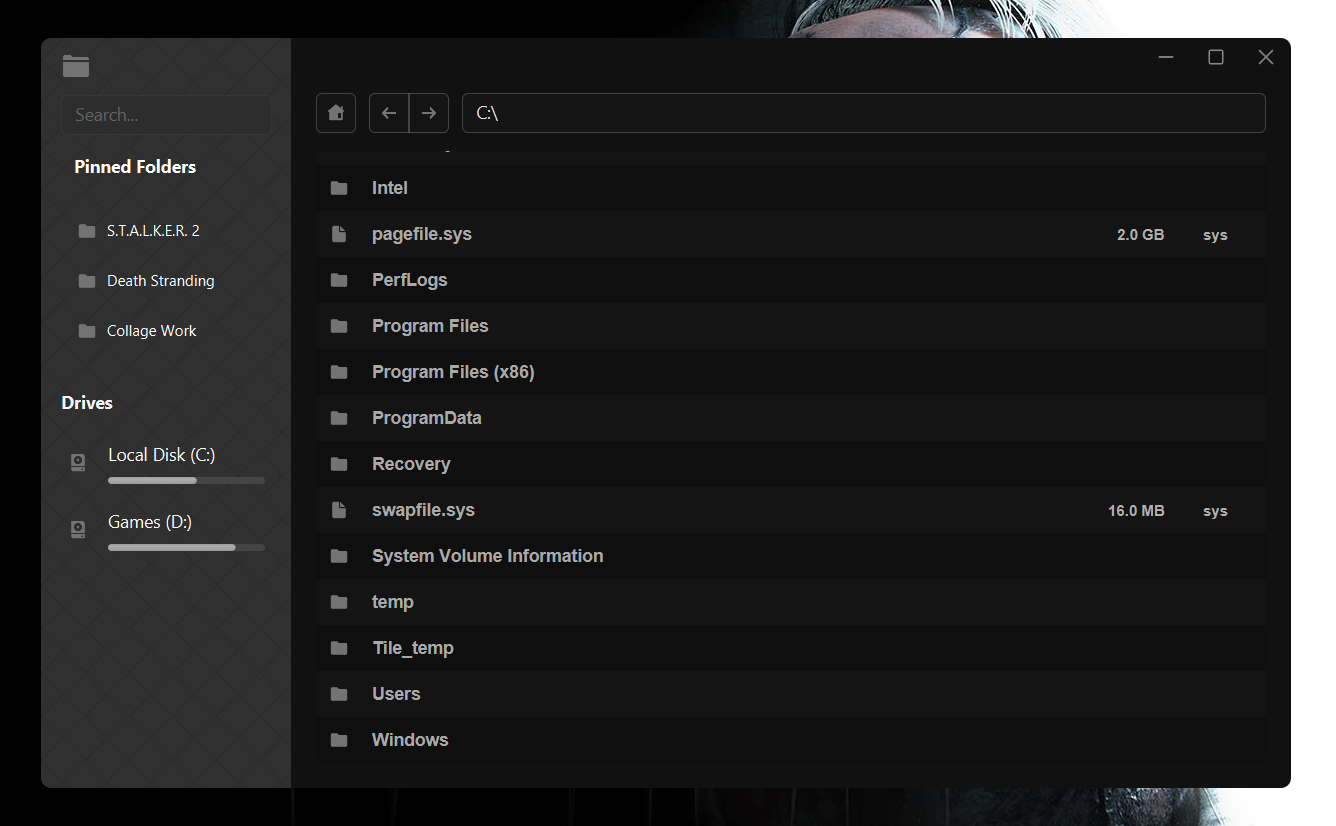 Search...
Pinned Folders
S.T.A.L.K.E.R. 2
Death Stranding
Collage Work
Drives
Local Disk (C:)
Games (D:)
C:\
Intel
pagefile.sys 2.0 GB sys
PerfLogs
Program Files
Program Files (x86)
ProgramData
Recovery
swapfile.sys 16.0 MB sys
System Volume Information
temp
Tile_temp
Users
Windows